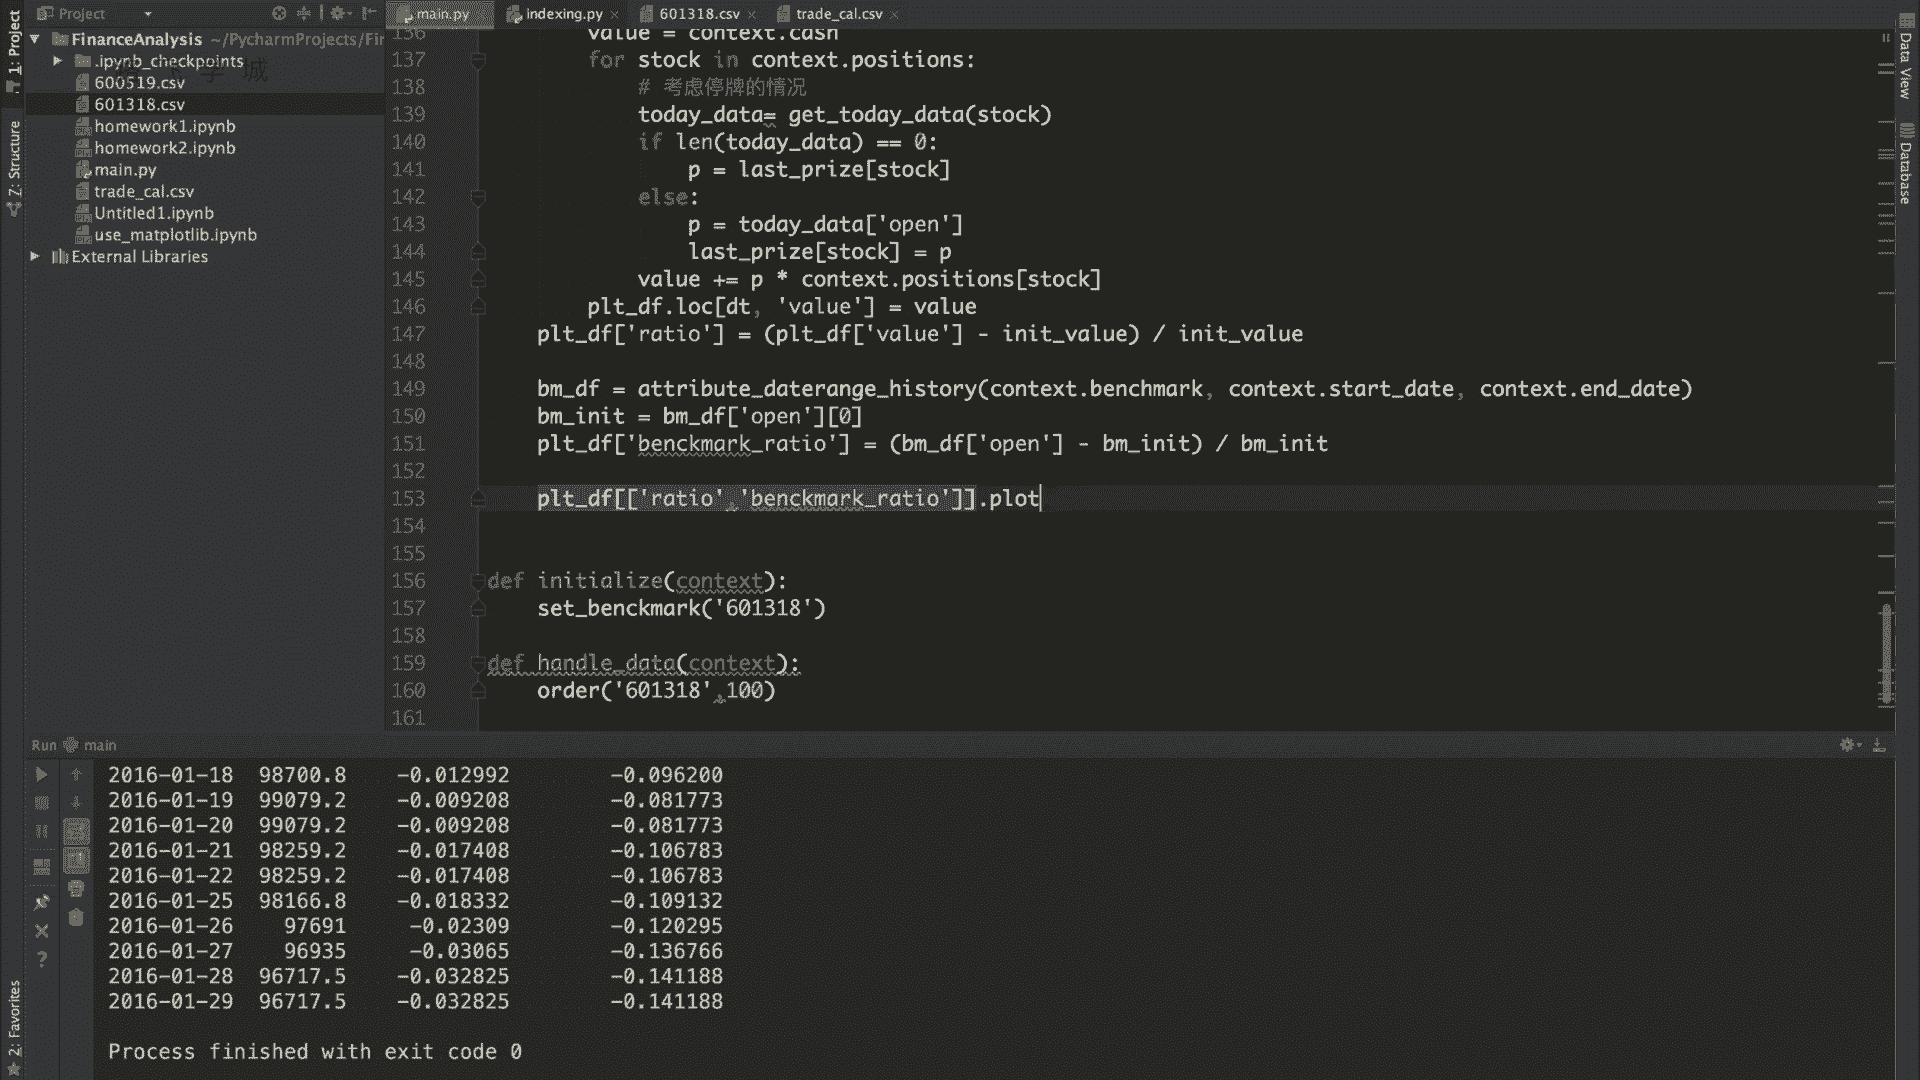 Project
main.py
indexing.py
601318.csv
trade_cal.csv
1: Project
Z: Structure
2: Favorites
FinanceAnalysis ~/PycharmProjects/Fir
.ipynb_checkpoints
600519.csv
601318.csv
homework1.ipynb
homework2.ipynb
main.py
trade_cal.csv
Untitled1.ipynb
use_matplotlib.ipynb
External Libraries
136 value = context.cash
137 for stock in context.positions:
138 # 考虑停牌的情况
139 today_data= get_today_data(stock)
140 if len(today_data) == 0:
141 p = last_prize[stock]
142 else:
143 p = today_data['open']
144 last_prize[stock] = p
145 value += p * context.positions[stock]
146 plt_df.loc[dt, 'value'] = value
147 plt_df['ratio'] = (plt_df['value'] - init_value) / init_value
148
149 bm_df = attribute_daterange_history(context.benchmark, context.start_date, context.end_date)
150 bm_init = bm_df['open'][0]
151 plt_df['benckmark_ratio'] = (bm_df['open'] - bm_init) / bm_init
152
153 plt_df[['ratio','benckmark_ratio']].plot
154
155
156 def initialize(context):
157 set_benckmark('601318')
158
159 def handle_data(context):
160 order('601318',100)
161
Data View
Database
Run main
2016-01-18 98700.8 -0.012992 -0.096200
2016-01-19 99079.2 -0.009208 -0.081773
2016-01-20 99079.2 -0.009208 -0.081773
2016-01-21 98259.2 -0.017408 -0.106783
2016-01-22 98259.2 -0.017408 -0.106783
2016-01-25 98166.8 -0.018332 -0.109132
2016-01-26 97691 -0.02309 -0.120295
2016-01-27 96935 -0.03065 -0.136766
2016-01-28 96717.5 -0.032825 -0.141188
2016-01-29 96717.5 -0.032825 -0.141188
Process finished with exit code 0